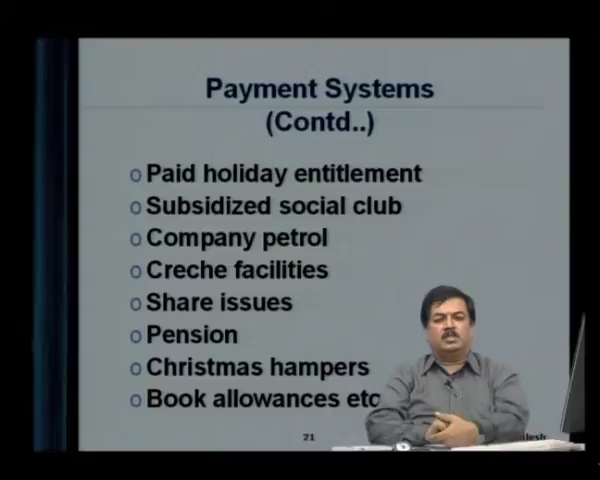 Payment Systems
(Contd..)
o Paid holiday entitlement
o Subsidized social club
o Company petrol
o Creche facilities
o Share issues
o Pension
o Christmas hampers
o Book allowances etc
21